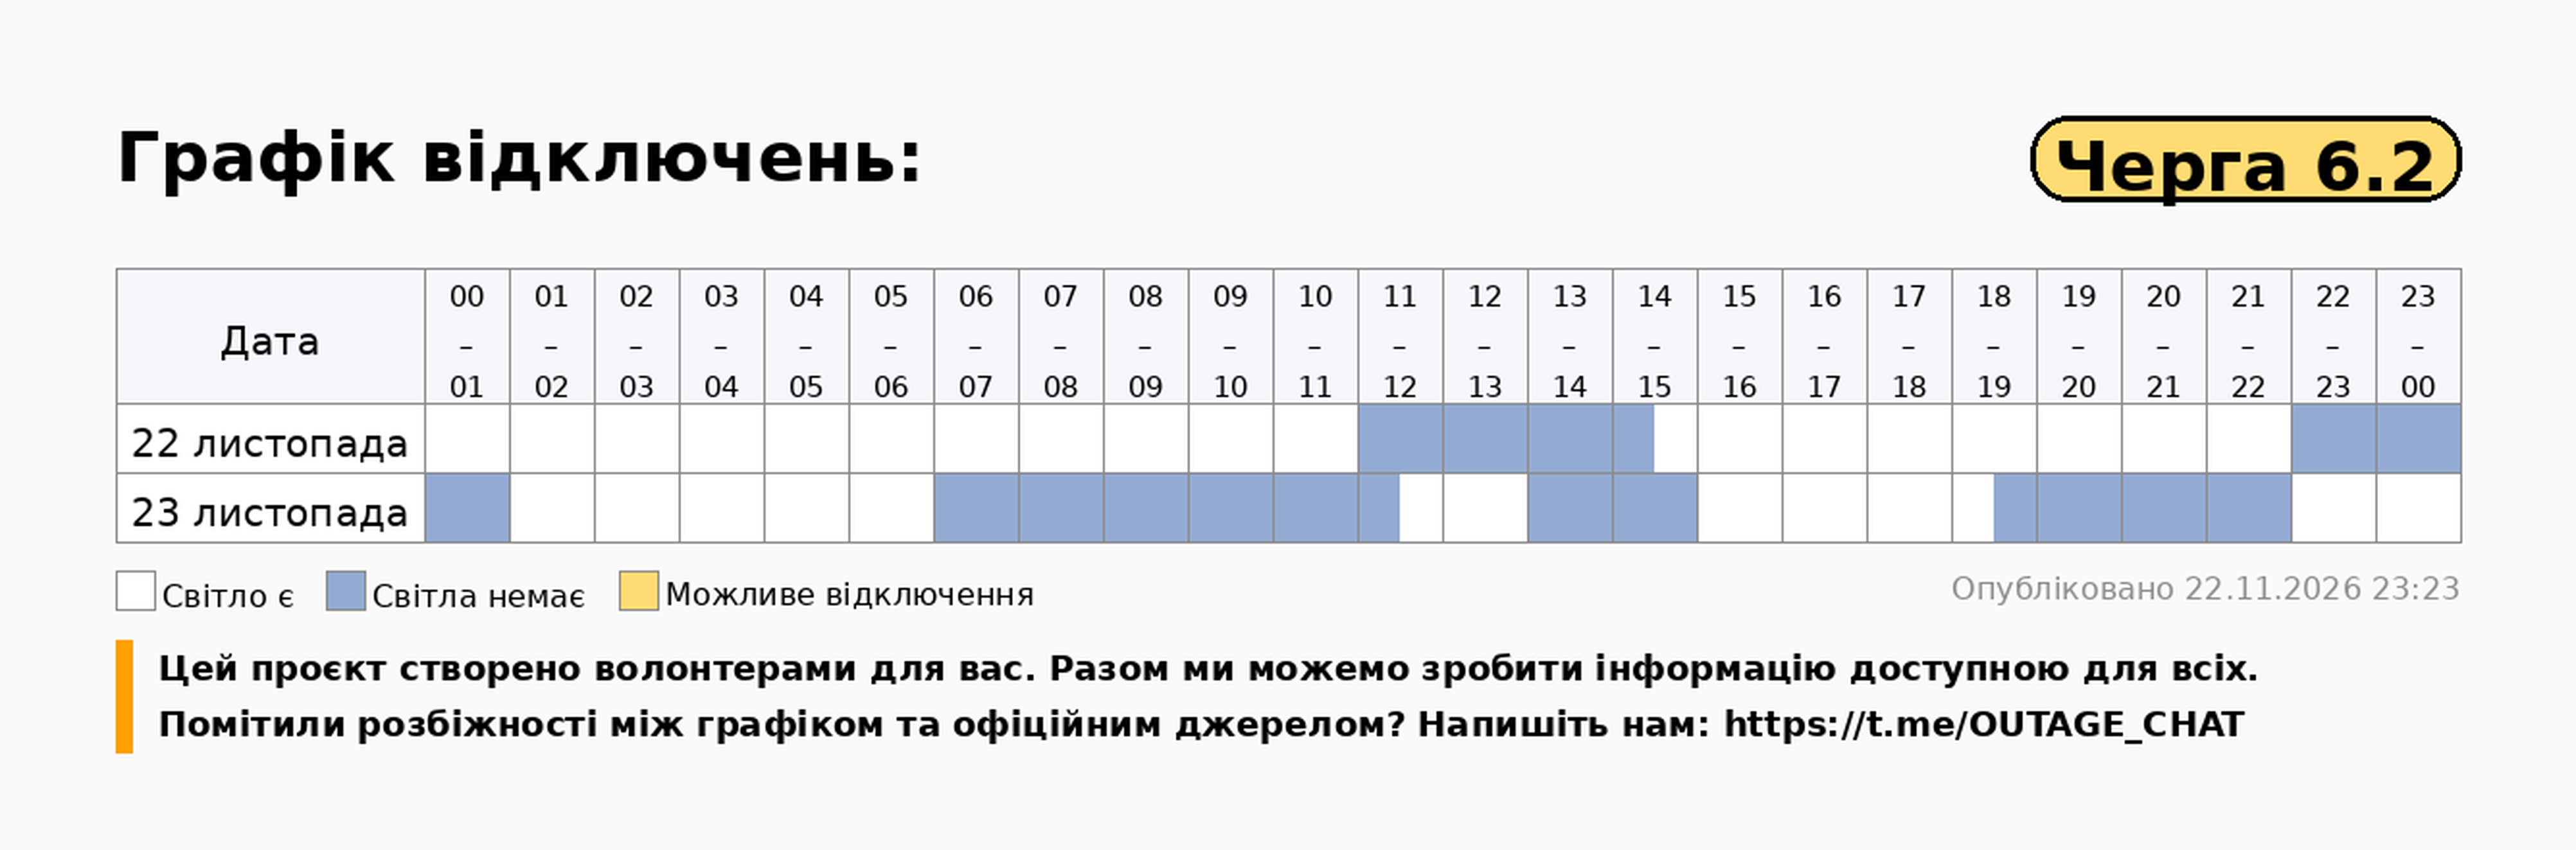 Графік відключень:
Черга 6.2
Дата
00 – 01
01 – 02
02 – 03
03 – 04
04 – 05
05 – 06
06 – 07
07 – 08
08 – 09
09 – 10
10 – 11
11 – 12
12 – 13
13 – 14
14 – 15
15 – 16
16 – 17
17 – 18
18 – 19
19 – 20
20 – 21
21 – 22
22 – 23
23 – 00
22 листопада
23 листопада
Світло є
Світла немає
Можливе відключення
Опубліковано 22.11.2026 23:23
Цей проєкт створено волонтерами для вас. Разом ми можемо зробити інформацію доступною для всіх.
Помітили розбіжності між графіком та офіційним джерелом? Напишіть нам: https://t.me/OUTAGE_CHAT